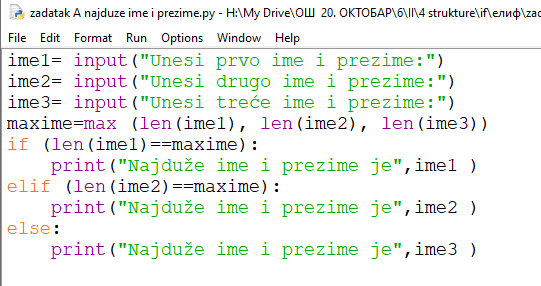 zadatak A najduze ime i prezime.py - H:\My Drive\ОШ 20. ОКТОБАР\6\II\4 strukture\if\елиф\zad
File Edit Format Run Options Window Help
ime1= input("Unesi prvo ime i prezime:")
ime2= input("Unesi drugo ime i prezime:")
ime3= input("Unesi treće ime i prezime:")
maxime=max (len(ime1), len(ime2), len(ime3))
if (len(ime1)==maxime):
    print("Najduže ime i prezime je",ime1 )
elif (len(ime2)==maxime):
    print("Najduže ime i prezime je",ime2 )
else:
    print("Najduže ime i prezime je",ime3 )